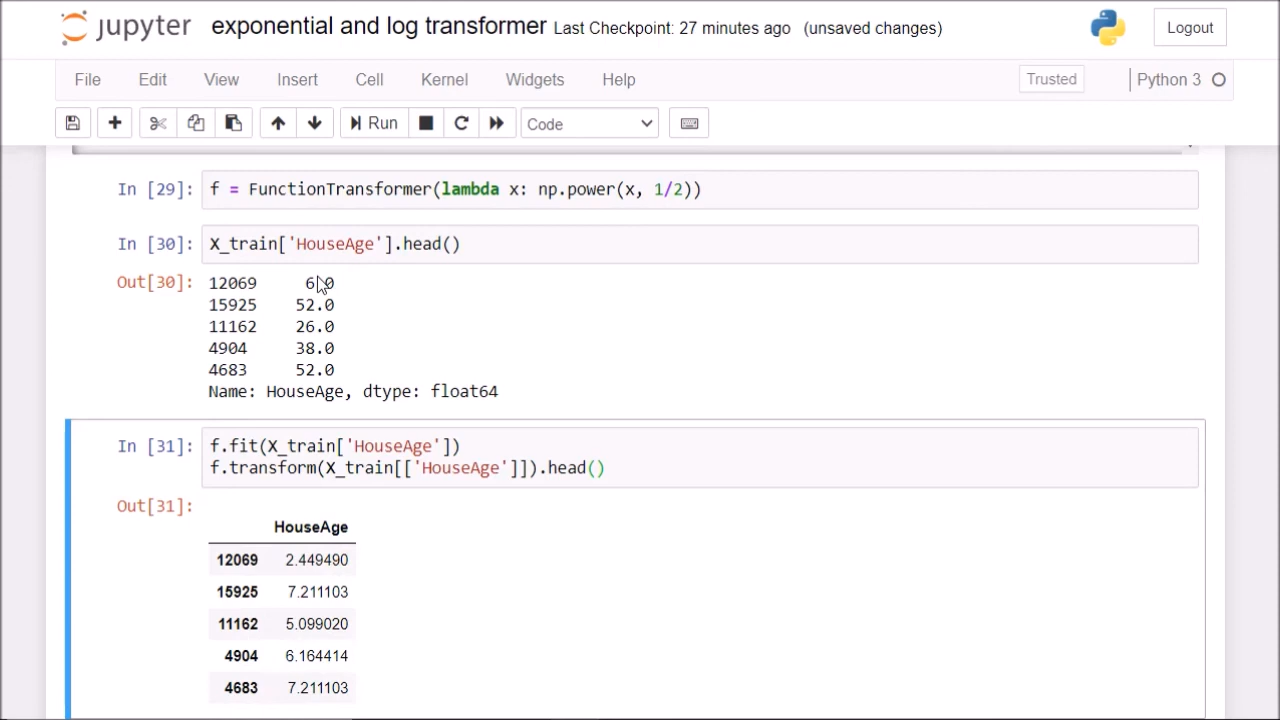 jupyter exponential and log transformer Last Checkpoint: 27 minutes ago (unsaved changes) Logout
File Edit View Insert Cell Kernel Widgets Help Trusted Python 3
Run Code
In [29]: f = FunctionTransformer(lambda x: np.power(x, 1/2))
In [30]: X_train['HouseAge'].head()
Out[30]: 12069 6.0
15925 52.0
11162 26.0
4904 38.0
4683 52.0
Name: HouseAge, dtype: float64
In [31]: f.fit(X_train['HouseAge'])
f.transform(X_train[['HouseAge']]).head()
Out[31]:
HouseAge
12069 2.449490
15925 7.211103
11162 5.099020
4904 6.164414
4683 7.211103